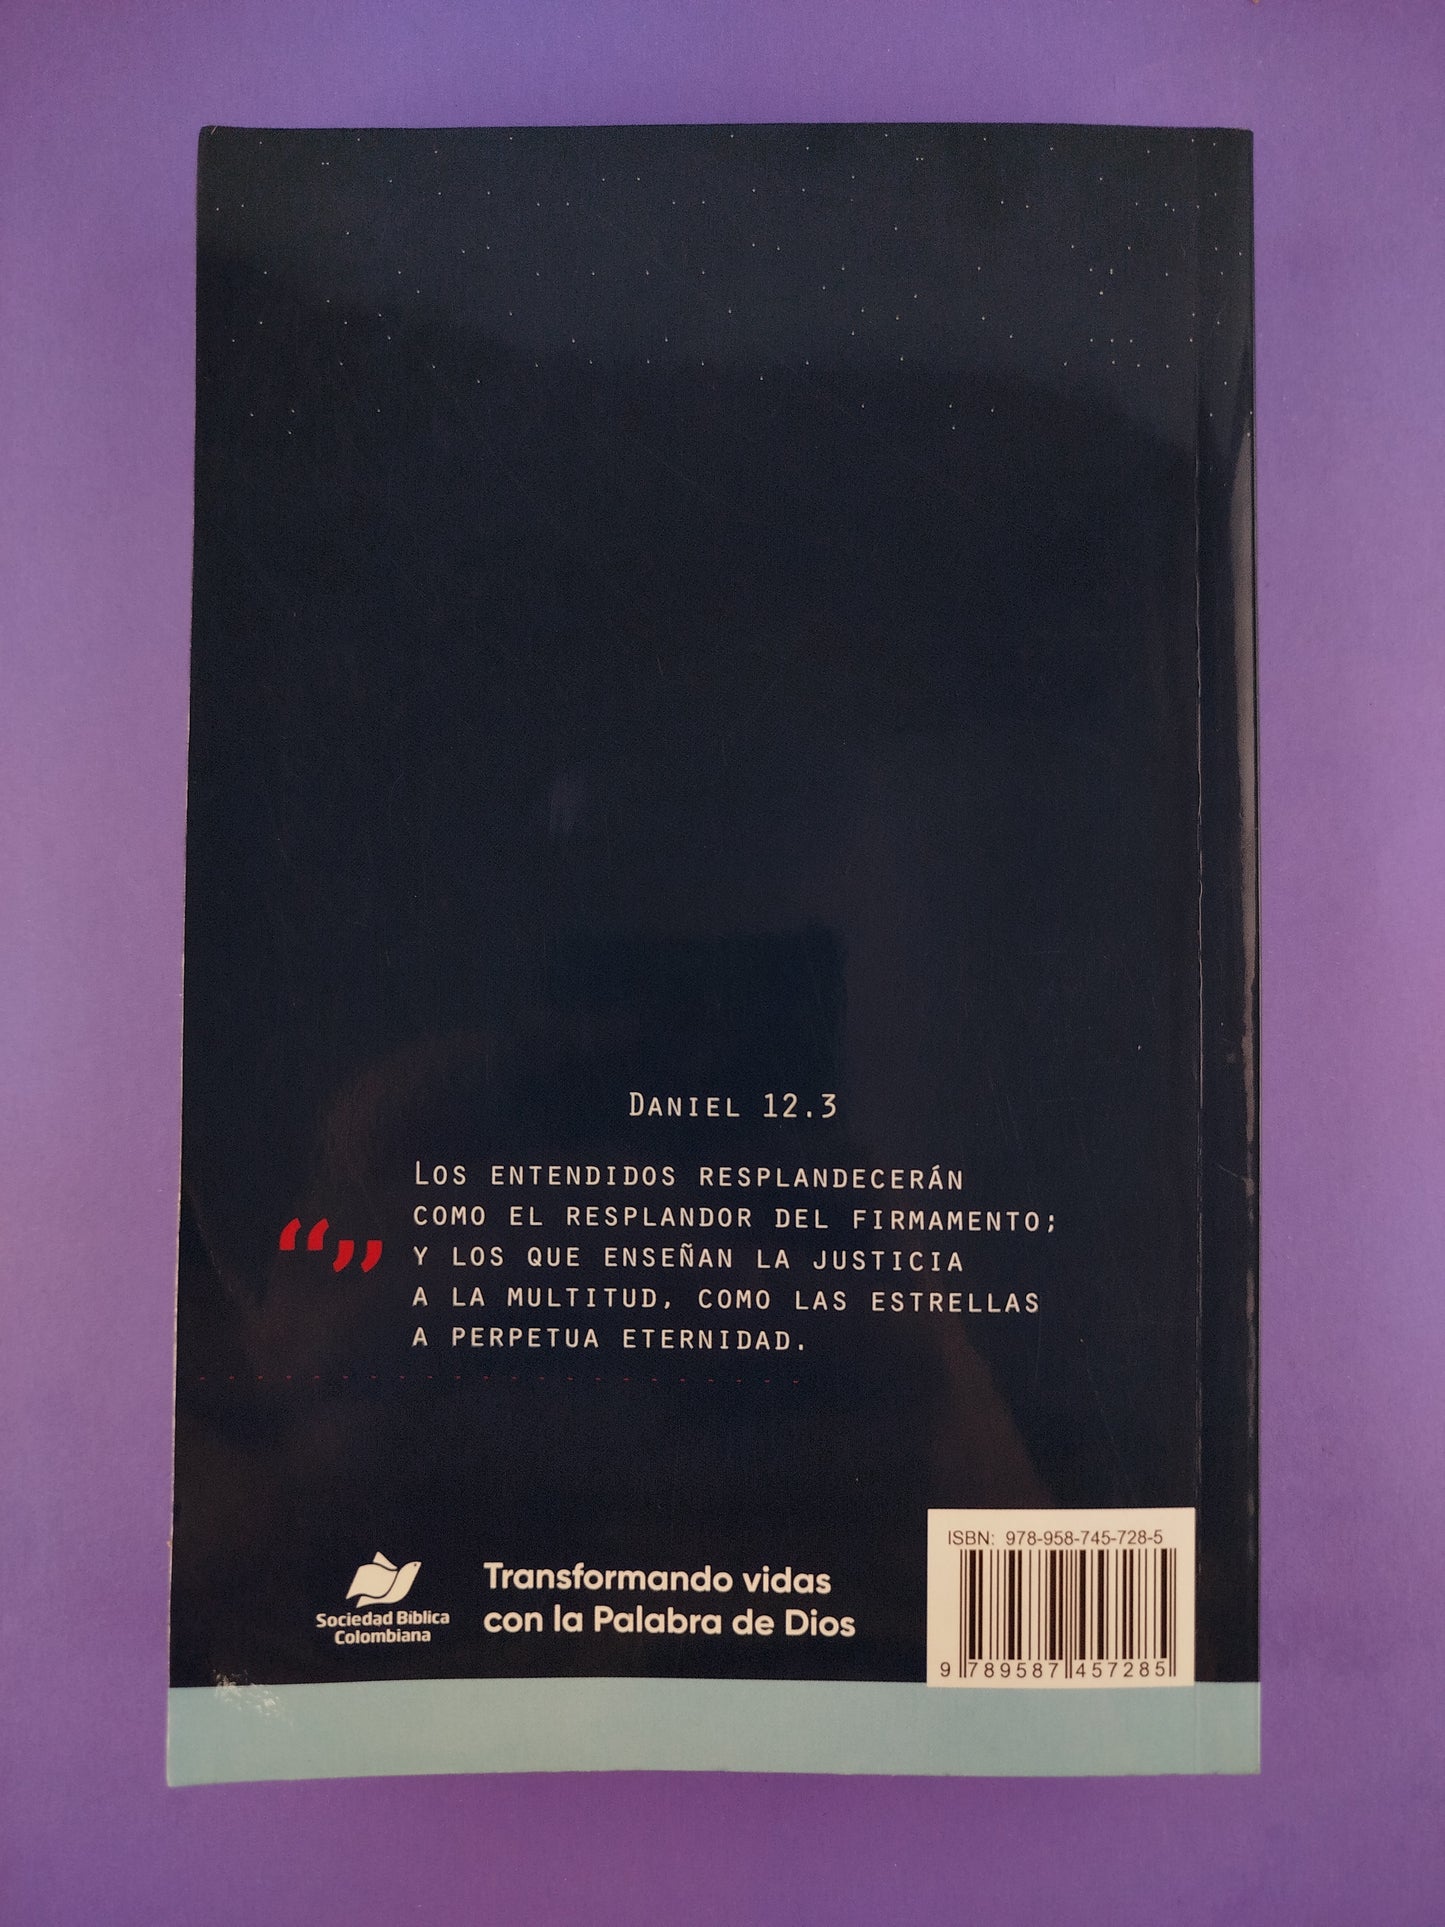 DANIEL 12.3
LOS ENTENDIDOS RESPLANDECERÁN
COMO EL RESPLANDOR DEL FIRMAMENTO;
“„ Y LOS QUE ENSEÑAN LA JUSTICIA
A LA MULTITUD, COMO LAS ESTRELLAS
A PERPETUA ETERNIDAD.
Sociedad Bíblica
Colombiana
Transformando vidas
con la Palabra de Dios
ISBN: 978-958-745-728-5
9 789587 457285